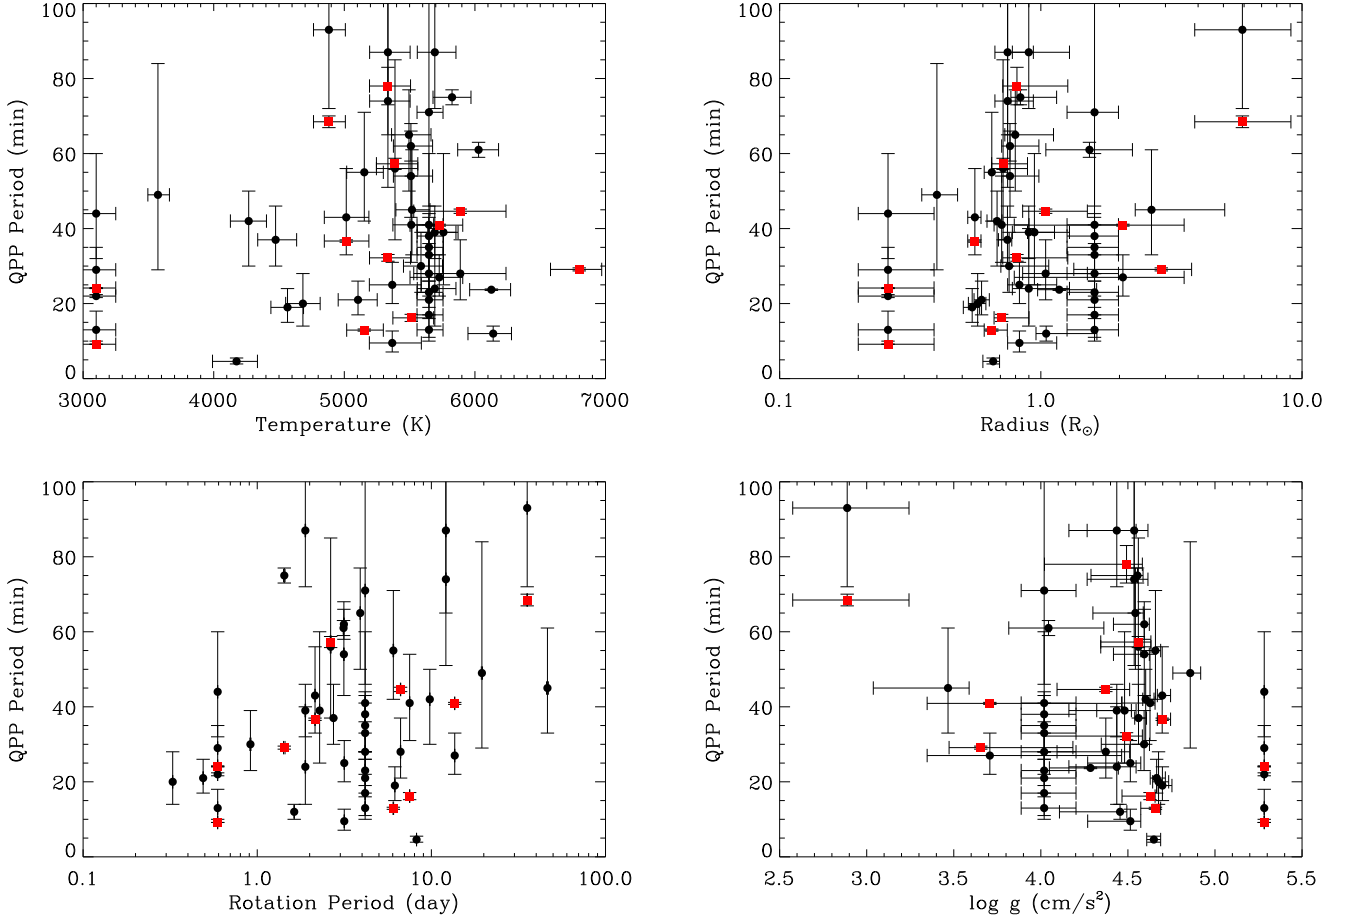 100
80
60
40
20
0
QPP Period (min)
3000 4000 5000 6000 7000
Temperature (K)
100
80
60
40
20
0
QPP Period (min)
0.1 1.0 10.0
Radius (R⊙)
100
80
60
40
20
0
QPP Period (min)
0.1 1.0 10.0 100.0
Rotation Period (day)
100
80
60
40
20
0
QPP Period (min)
2.5 3.0 3.5 4.0 4.5 5.0 5.5
log g (cm/s²)